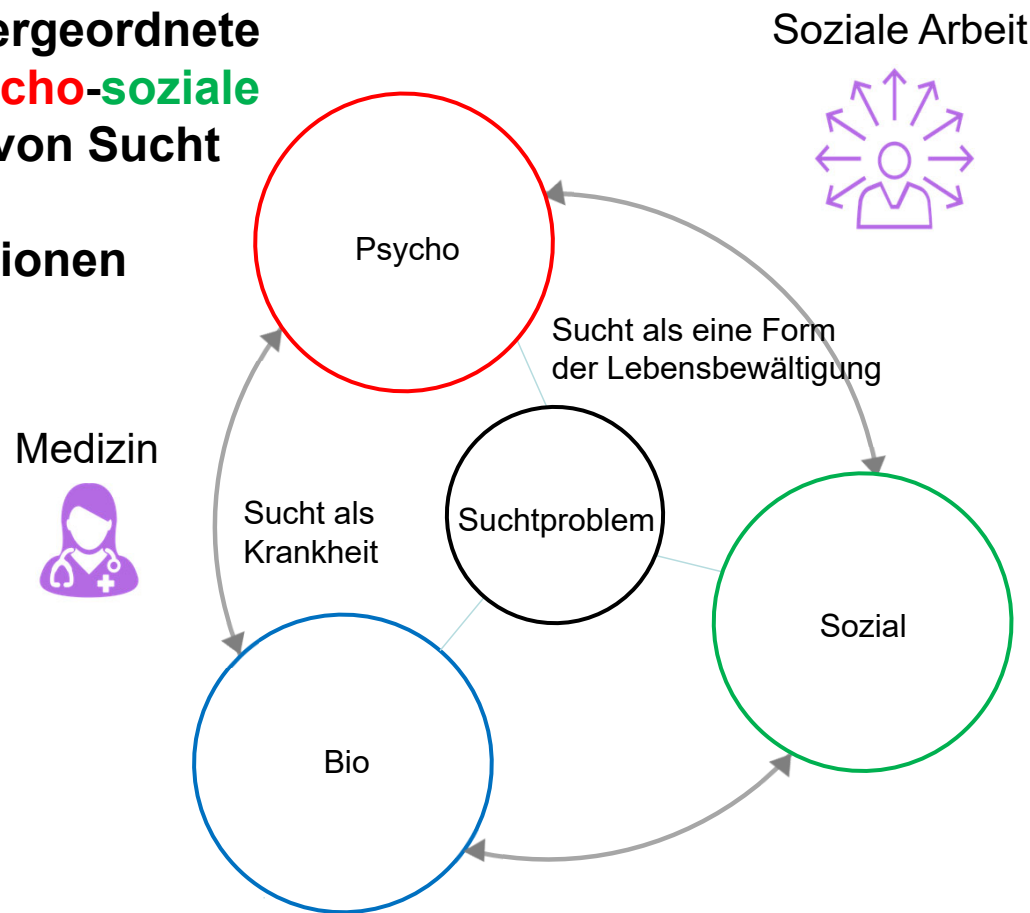 ergeordnete
cho-soziale
von Sucht
ionen
Soziale Arbeit
Psycho
Sucht als eine Form
der Lebensbewältigung
Medizin
Sucht als
Krankheit
Suchtproblem
Sozial
Bio